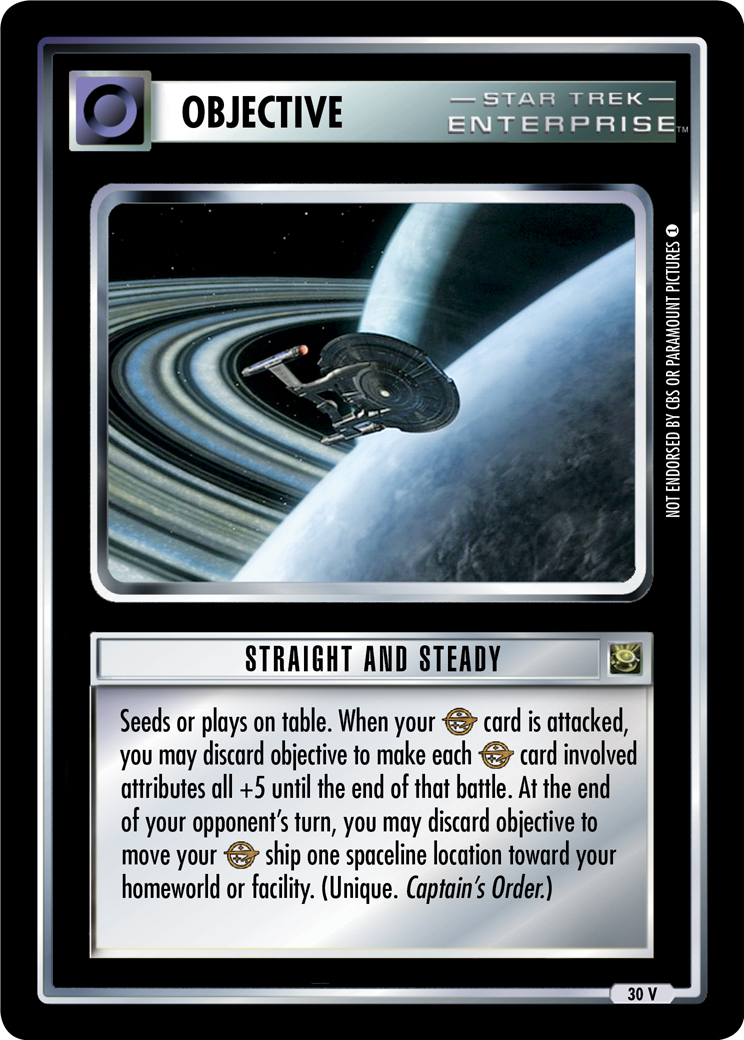 OBJECTIVE
STAR TREK
ENTERPRISE™
NOT ENDORSED BY CBS OR PARAMOUNT PICTURES 1
STRAIGHT AND STEADY
Seeds or plays on table. When your card is attacked,
you may discard objective to make each card involved
attributes all +5 until the end of that battle. At the end
of your opponent's turn, you may discard objective to
move your ship one spaceline location toward your
homeworld or facility. (Unique. Captain's Order.)
30 V